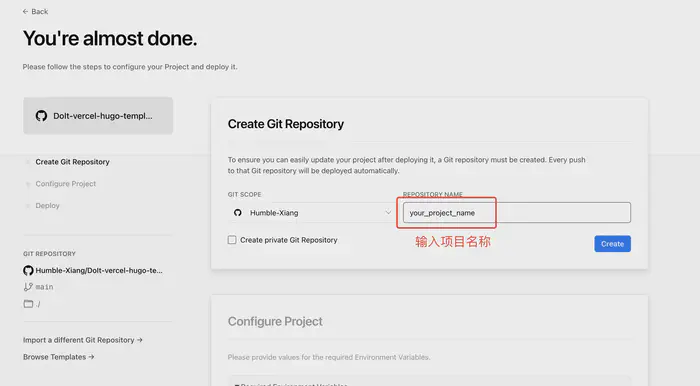 ← Back
You're almost done.
Please follow the steps to configure your Project and deploy it.
DoIt-vercel-hugo-templ...
Create Git Repository
Configure Project
Deploy
GIT REPOSITORY
Humble-Xiang/DoIt-vercel-hugo-te...
main
./
Import a different Git Repository →
Browse Templates →
Create Git Repository
To ensure you can easily update your project after deploying it, a Git repository must be created. Every push
to that Git repository will be deployed automatically.
GIT SCOPE
REPOSITORY NAME
Humble-Xiang
your_project_name
Create private Git Repository
输入项目名称
Create
Configure Project
Please provide values for the required Environment Variables.
Required Environment Variables